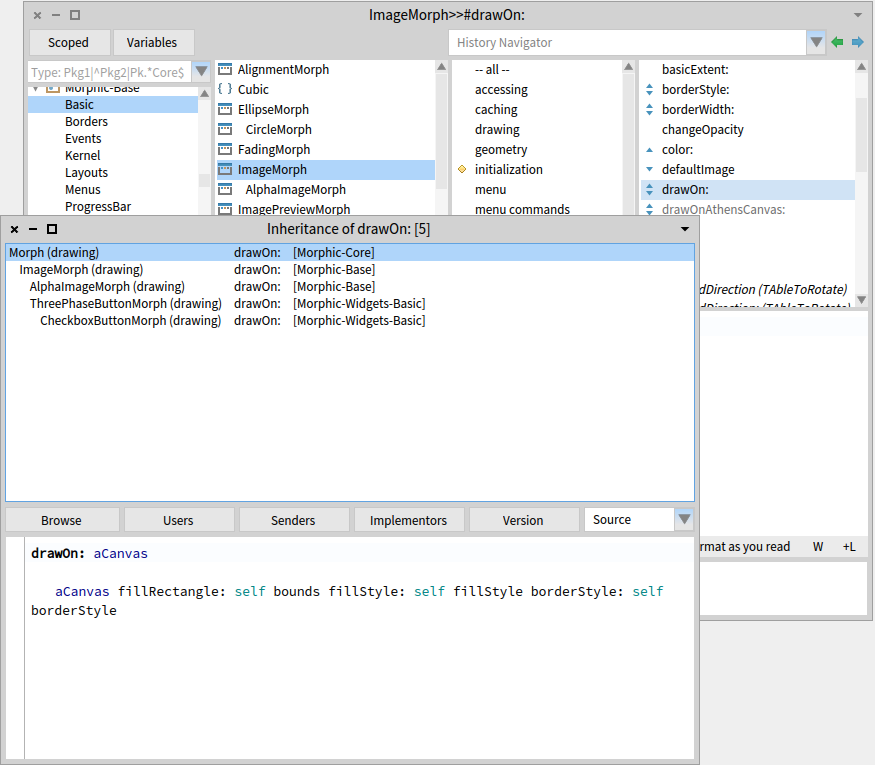 ImageMorph>>#drawOn:
Scoped
Variables
History Navigator
Type: Pkg1|^Pkg2|Pk.*Core$
Morphic-Base
Basic
Borders
Events
Kernel
Layouts
Menus
ProgressBar
AlignmentMorph
Cubic
EllipseMorph
CircleMorph
FadingMorph
ImageMorph
AlphaImageMorph
ImagePreviewMorph
-- all --
accessing
caching
drawing
geometry
initialization
menu
menu commands
basicExtent:
borderStyle:
borderWidth:
changeOpacity
color:
defaultImage
drawOn:
drawOnAthensCanvas:
dDirection (TAbleToRotate)
dDirection: (TAbleToRotate)
rmat as you read W +L
Inheritance of drawOn: [5]
Morph (drawing) drawOn: [Morphic-Core]
ImageMorph (drawing) drawOn: [Morphic-Base]
AlphaImageMorph (drawing) drawOn: [Morphic-Base]
ThreePhaseButtonMorph (drawing) drawOn: [Morphic-Widgets-Basic]
CheckboxButtonMorph (drawing) drawOn: [Morphic-Widgets-Basic]
Browse Users Senders Implementors Version Source
drawOn: aCanvas
aCanvas fillRectangle: self bounds fillStyle: self fillStyle borderStyle: self
borderStyle